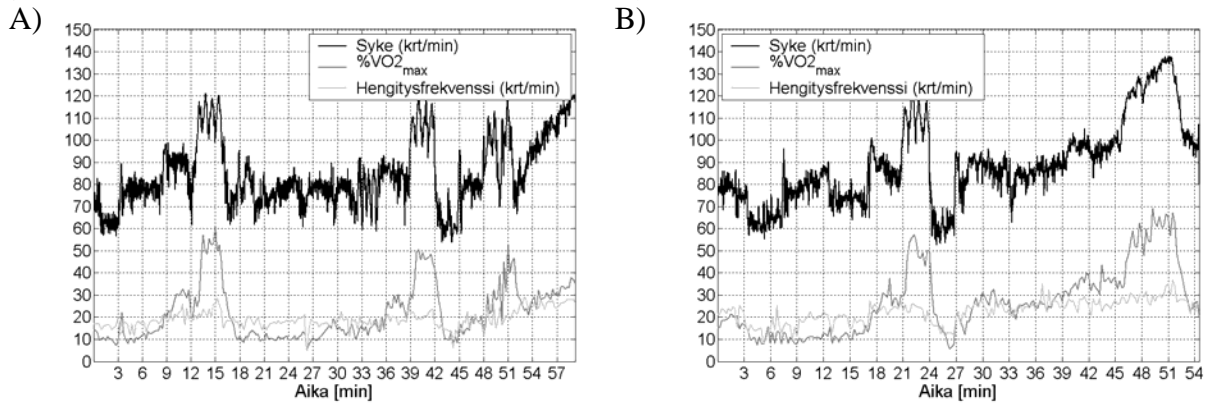 A)
150
140
130
120
110
100
90
80
70
60
50
40
30
20
10
0
Syke (krt/min)
%VO2max
Hengitysfrekvenssi (krt/min)
3 6 9 12 15 18 21 24 27 30 33 36 39 42 45 48 51 54 57
Aika [min]
B)
150
140
130
120
110
100
90
80
70
60
50
40
30
20
10
0
Syke (krt/min)
%VO2max
Hengitysfrekvenssi (krt/min)
3 6 9 12 15 18 21 24 27 30 33 36 39 42 45 48 51 54
Aika [min]